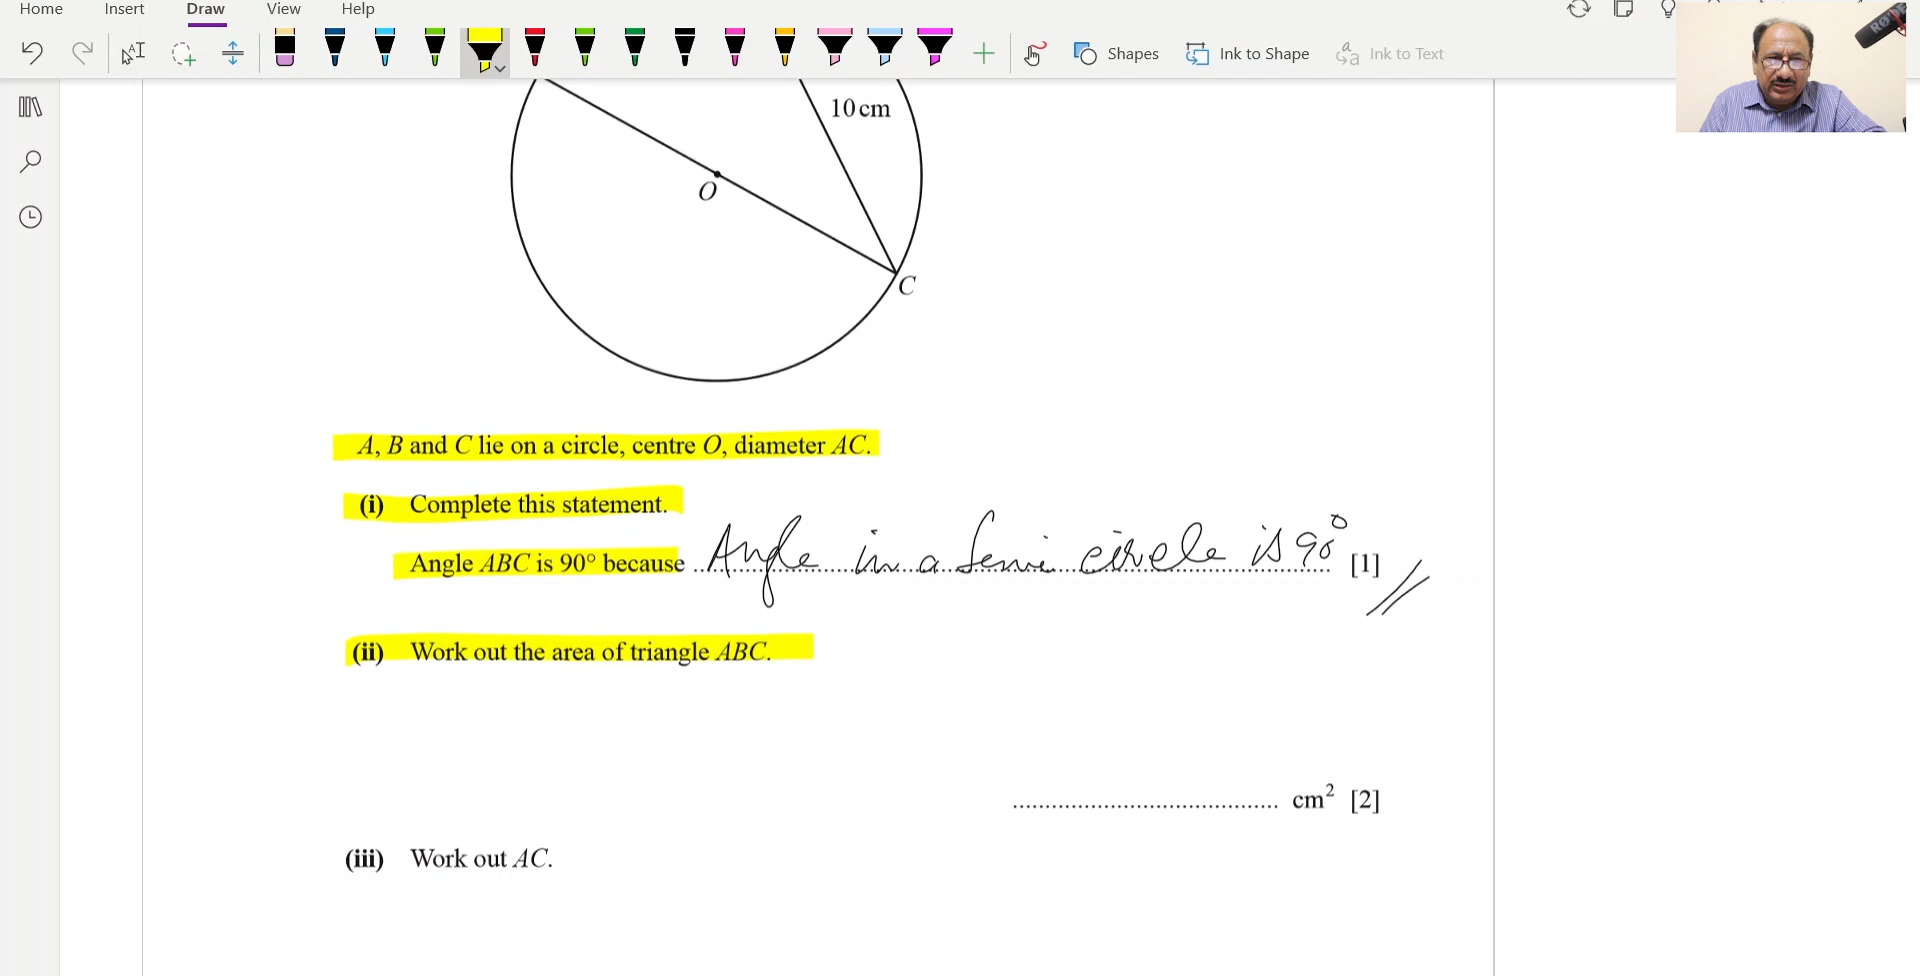 Home Insert Draw View Help
Shapes Ink to Shape Ink to Text
RODE
10 cm
O
C
A, B and C lie on a circle, centre O, diameter AC.
(i) Complete this statement.
Angle ABC is 90° because Angle in a Semi circle is 90° [1]
(ii) Work out the area of triangle ABC.
.......................................... cm² [2]
(iii) Work out AC.